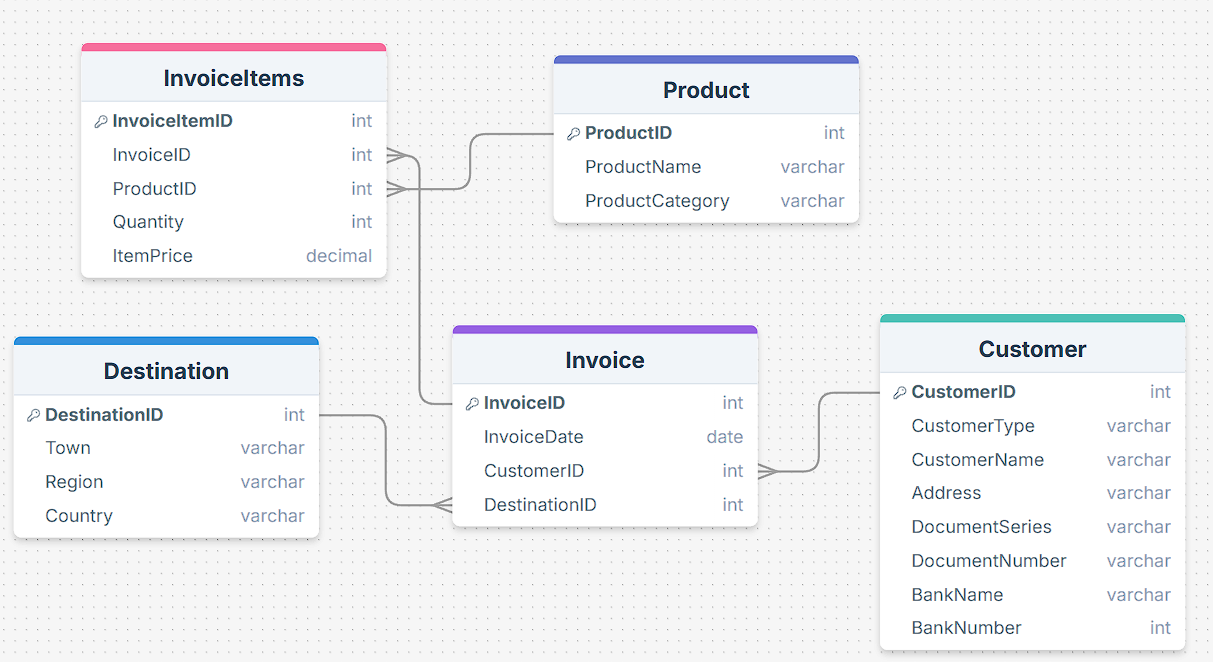 InvoiceItems
InvoiceItemID int
InvoiceID int
ProductID int
Quantity int
ItemPrice decimal
Product
ProductID int
ProductName varchar
ProductCategory varchar
Destination
DestinationID int
Town varchar
Region varchar
Country varchar
Invoice
InvoiceID int
InvoiceDate date
CustomerID int
DestinationID int
Customer
CustomerID int
CustomerType varchar
CustomerName varchar
Address varchar
DocumentSeries varchar
DocumentNumber varchar
BankName varchar
BankNumber int